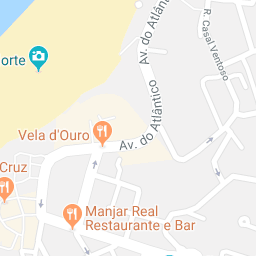 Av. do Atlântico
R. Casal Ventoso
orte
Vela d'Ouro
Av. do Atlântico
Cruz
Manjar Real
Restaurante e Bar